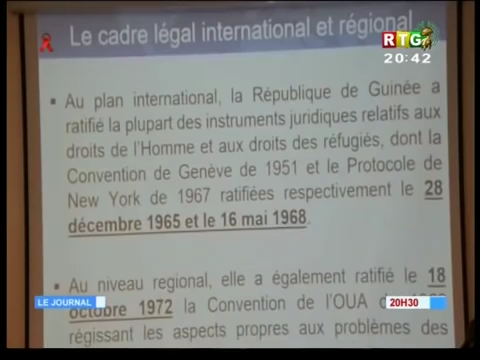 Le cadre légal international et régional
RTG
20:42
▪ Au plan international, la République de Guinée a
ratifié la plupart des instruments juridiques relatifs aux
droits de l'Homme et aux droits des réfugiés, dont la
Convention de Genève de 1951 et le Protocole de
New York de 1967 ratifiées respectivement le 28
décembre 1965 et le 16 mai 1968.
▪ Au niveau regional, elle a également ratifié le 18
octobre 1972 la Convention de l'OUA
régissant les aspects propres aux problèmes des
LE JOURNAL
20H30